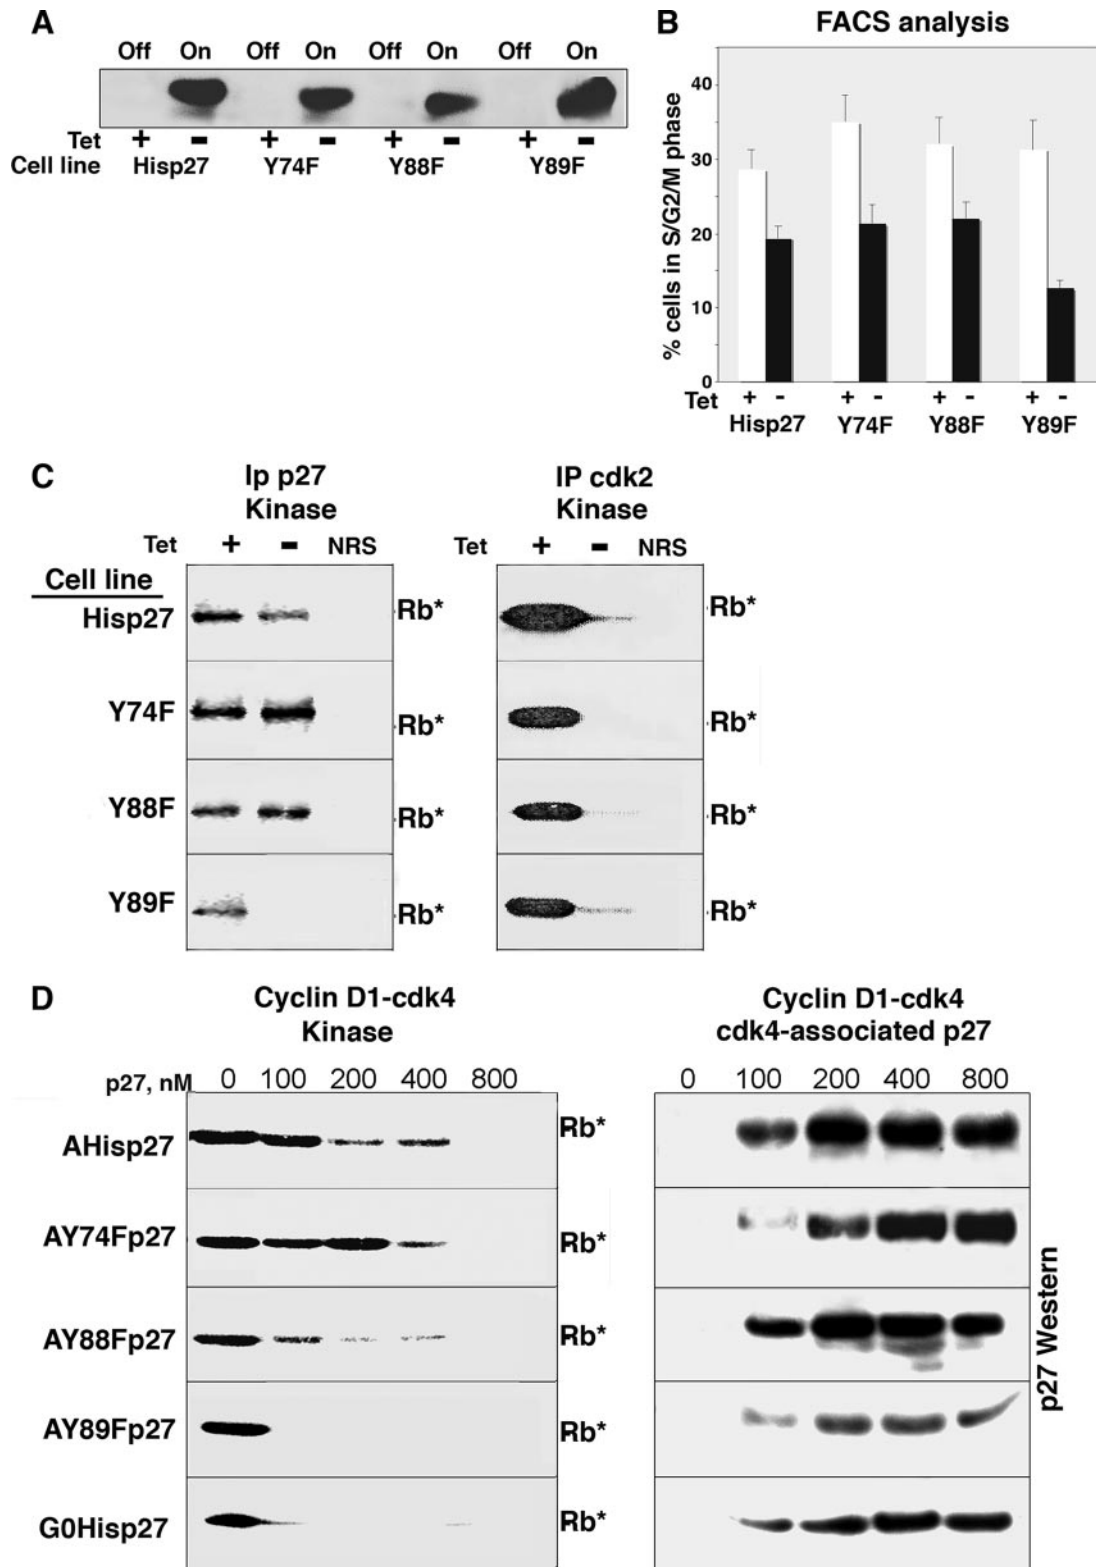 A
Off On Off On Off On Off On
Tet + - + - + - + -
Cell line Hisp27 Y74F Y88F Y89F
B FACS analysis
% cells in S/G2/M phase
40
30
20
10
0
Tet + - + - + - + -
Hisp27 Y74F Y88F Y89F
C
Ip p27
Kinase
IP cdk2
Kinase
Tet + - NRS
Tet + - NRS
Cell line
Hisp27 Rb* Rb*
Y74F Rb* Rb*
Y88F Rb* Rb*
Y89F Rb* Rb*
D
Cyclin D1-cdk4
Kinase
Cyclin D1-cdk4
cdk4-associated p27
p27, nM 0 100 200 400 800
0 100 200 400 800
AHisp27 Rb*
AY74Fp27 Rb*
AY88Fp27 Rb*
AY89Fp27 Rb*
G0Hisp27 Rb*
p27 Western